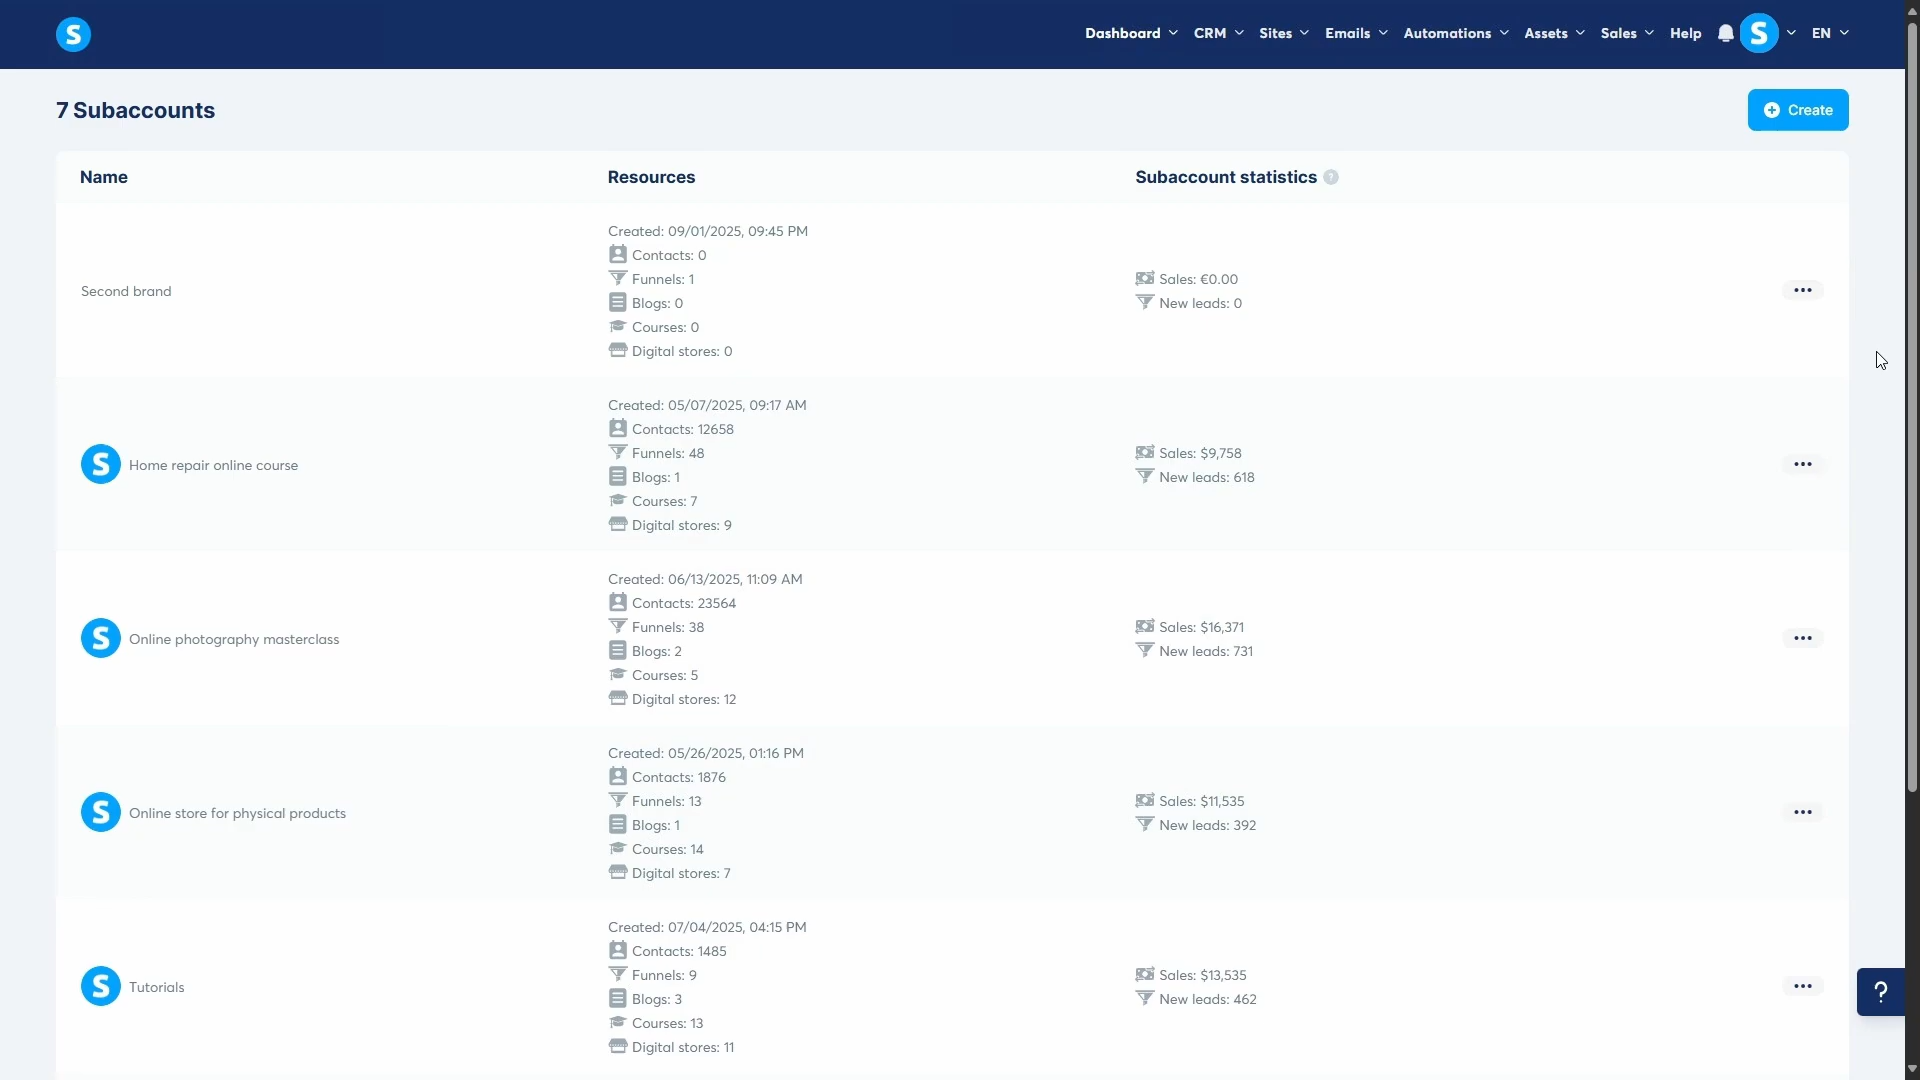 S
Dashboard CRM Sites Emails Automations Assets Sales Help S EN
7 Subaccounts
Create
Name Resources Subaccount statistics ?
Second brand
Created: 09/01/2025, 09:45 PM
Contacts: 0
Funnels: 1
Blogs: 0
Courses: 0
Digital stores: 0
Sales: €0.00
New leads: 0
S Home repair online course
Created: 05/07/2025, 09:17 AM
Contacts: 12658
Funnels: 48
Blogs: 1
Courses: 7
Digital stores: 9
Sales: $9,758
New leads: 618
S Online photography masterclass
Created: 06/13/2025, 11:09 AM
Contacts: 23564
Funnels: 38
Blogs: 2
Courses: 5
Digital stores: 12
Sales: $16,371
New leads: 731
S Online store for physical products
Created: 05/26/2025, 01:16 PM
Contacts: 1876
Funnels: 13
Blogs: 1
Courses: 14
Digital stores: 7
Sales: $11,535
New leads: 392
S Tutorials
Created: 07/04/2025, 04:15 PM
Contacts: 1485
Funnels: 9
Blogs: 3
Courses: 13
Digital stores: 11
Sales: $13,535
New leads: 462
?